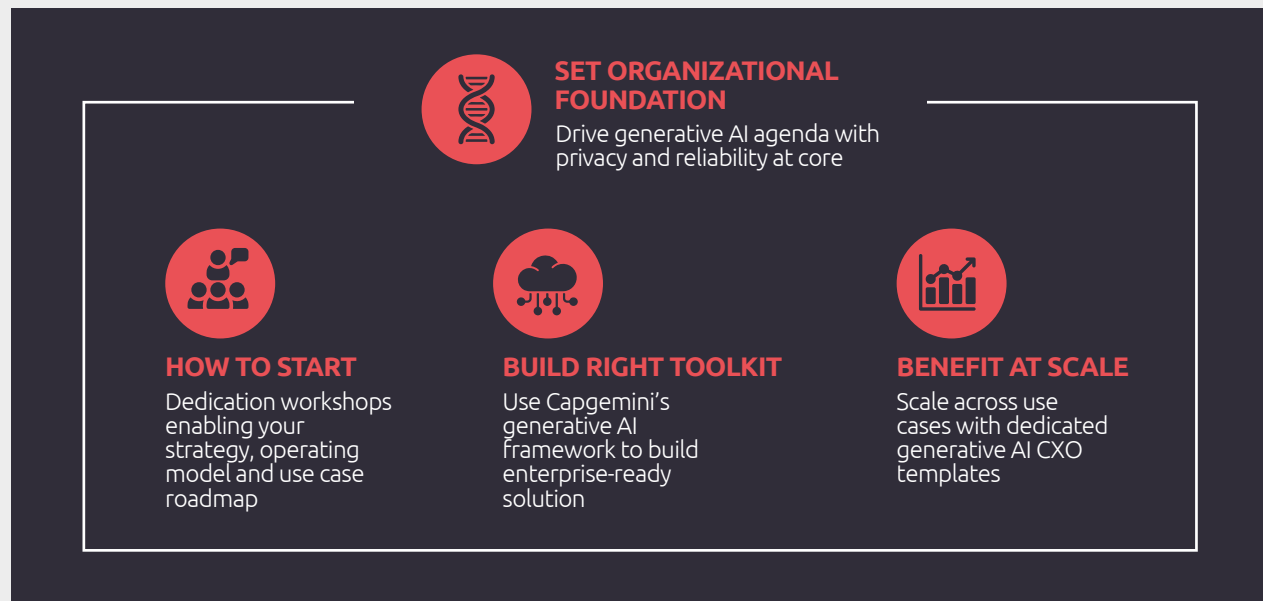 SET ORGANIZATIONAL
FOUNDATION
Drive generative AI agenda with
privacy and reliability at core
HOW TO START
Dedication workshops
enabling your
strategy, operating
model and use case
roadmap
BUILD RIGHT TOOLKIT
Use Capgemini’s
generative AI
framework to build
enterprise-ready
solution
BENEFIT AT SCALE
Scale across use
cases with dedicated
generative AI CXO
templates